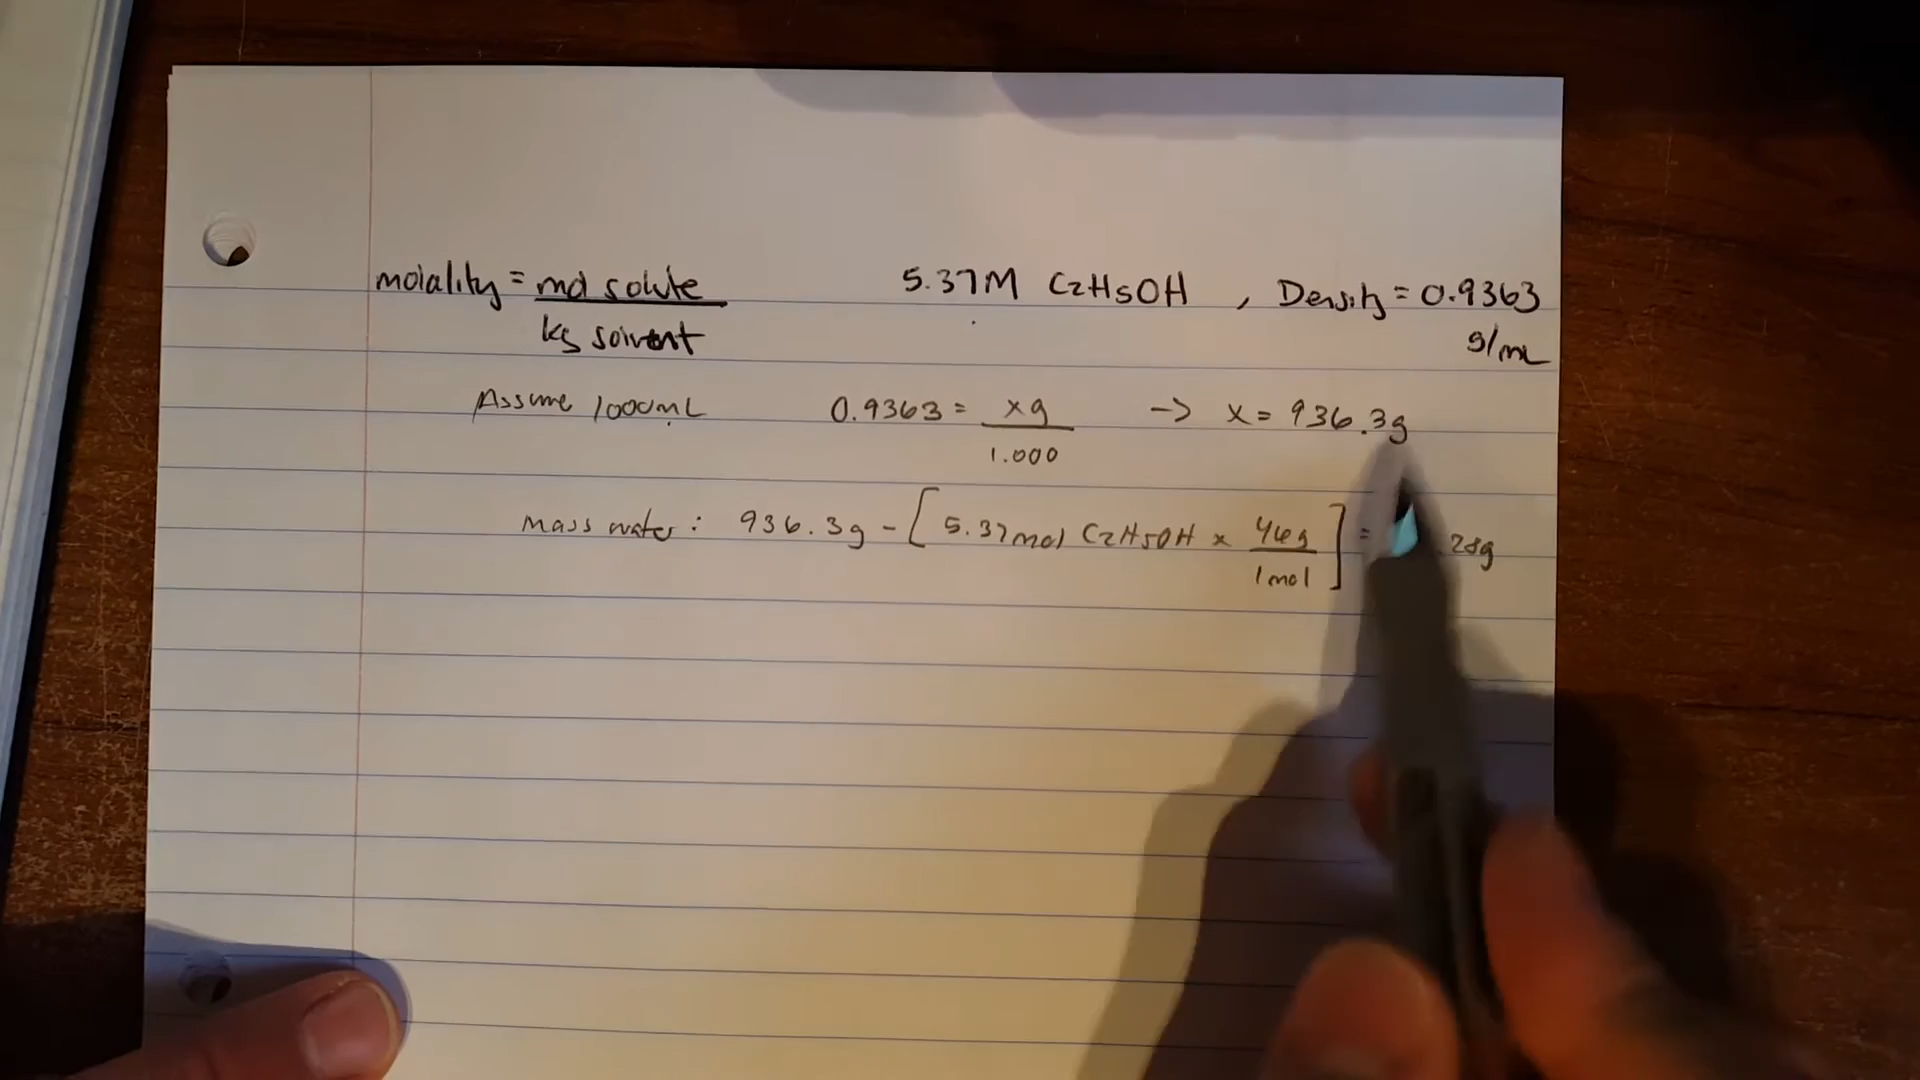 molality = mol solute 5.37M C2H5OH , Density = 0.9363
kg solvent g/mL
Assume 1000mL 0.9363 = xg -> x = 936.3g
1.000
Mass water : 936.3g - [ 5.37mol C2H5OH x 46g ] = .28g
1mol